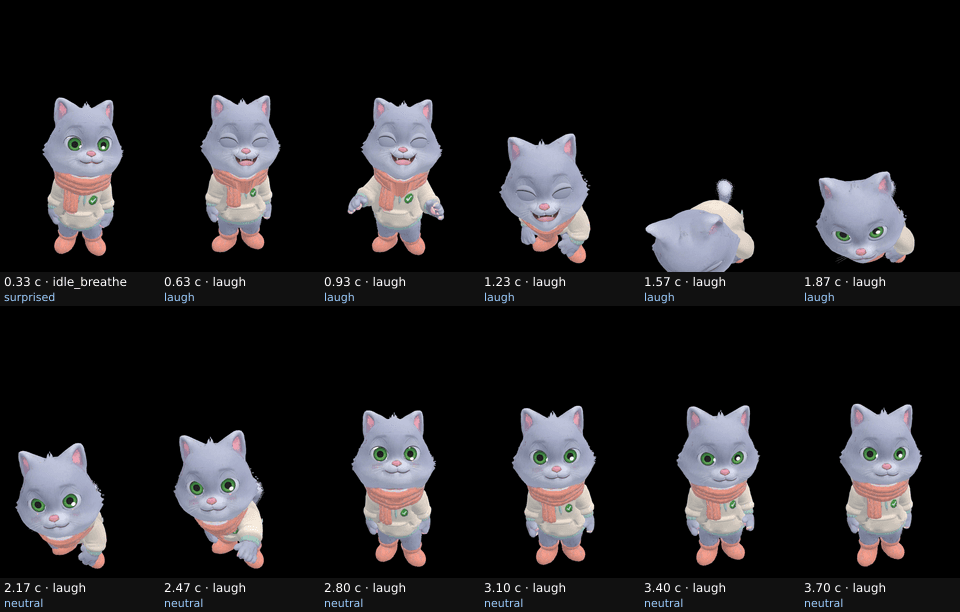 0.33 c · idle_breathe
surprised
0.63 c · laugh
laugh
0.93 c · laugh
laugh
1.23 c · laugh
laugh
1.57 c · laugh
laugh
1.87 c · laugh
laugh
2.17 c · laugh
neutral
2.47 c · laugh
neutral
2.80 c · laugh
neutral
3.10 c · laugh
neutral
3.40 c · laugh
neutral
3.70 c · laugh
neutral